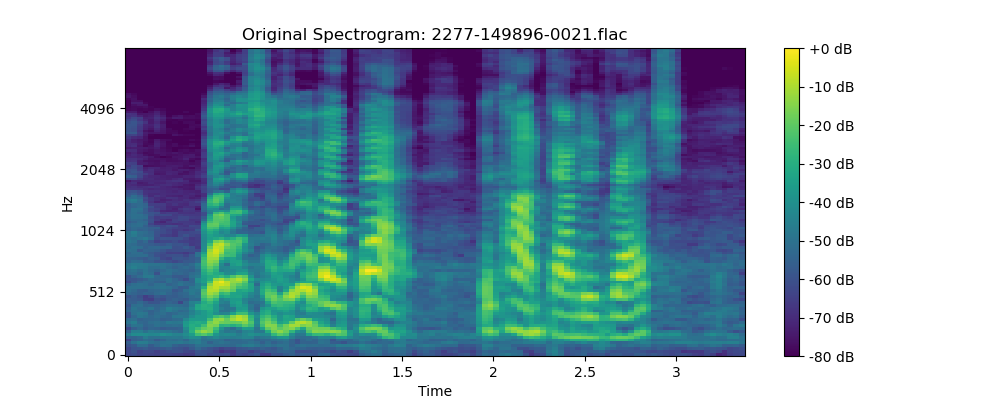 Original Spectrogram: 2277-149896-0021.flac
Hz
4096
2048
1024
512
0
0
0.5
1
1.5
2
2.5
3
Time
+0 dB
-10 dB
-20 dB
-30 dB
-40 dB
-50 dB
-60 dB
-70 dB
-80 dB